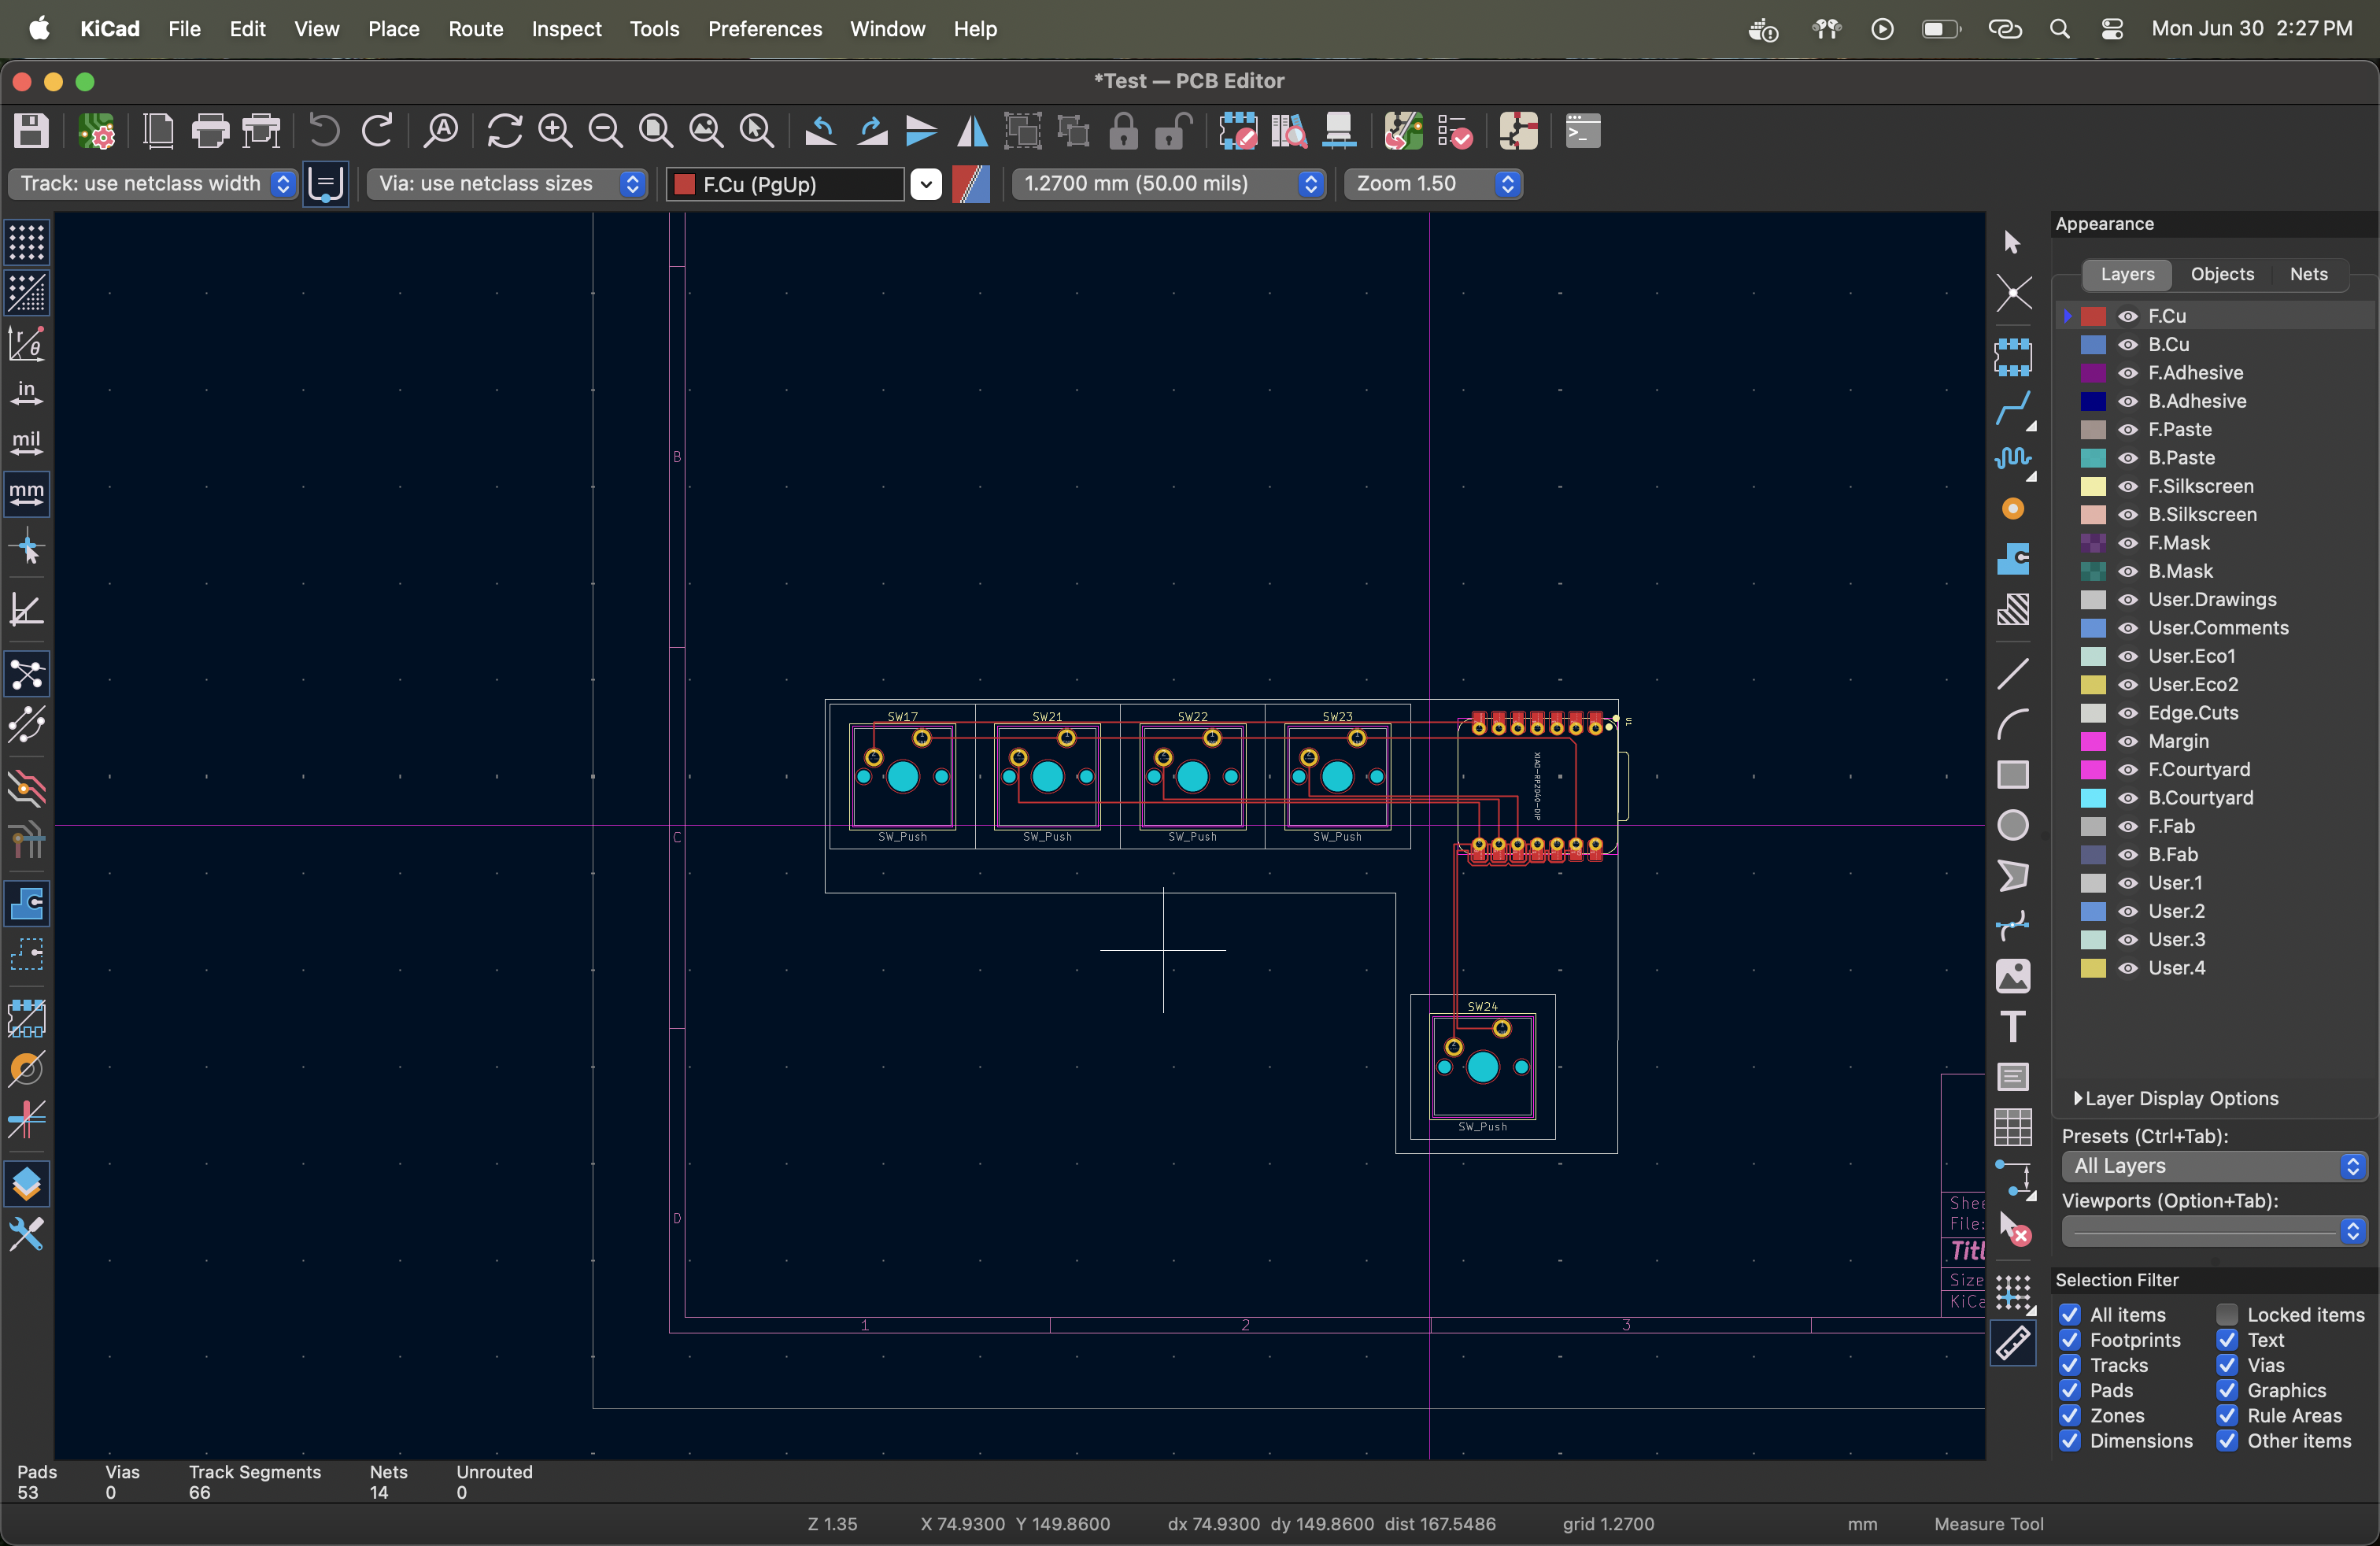 KiCad File Edit View Place Route Inspect Tools Preferences Window Help Mon Jun 30 2:27 PM
*Test — PCB Editor
Track: use netclass width Via: use netclass sizes F.Cu (PgUp) 1.2700 mm (50.00 mils) Zoom 1.50
in
mil
mm
B
C
D
1 2 3
SW17 SW21 SW22 SW23
SW_Push SW_Push SW_Push SW_Push
XIAO-RP2040-DIP
U1
SW24
SW_Push
Shee
File:
Titl
Size
KiCa
Appearance
Layers Objects Nets
F.Cu
B.Cu
F.Adhesive
B.Adhesive
F.Paste
B.Paste
F.Silkscreen
B.Silkscreen
F.Mask
B.Mask
User.Drawings
User.Comments
User.Eco1
User.Eco2
Edge.Cuts
Margin
F.Courtyard
B.Courtyard
F.Fab
B.Fab
User.1
User.2
User.3
User.4
Layer Display Options
Presets (Ctrl+Tab):
All Layers
Viewports (Option+Tab):
Selection Filter
All items Locked items
Footprints Text
Tracks Vias
Pads Graphics
Zones Rule Areas
Dimensions Other items
Pads Vias Track Segments Nets Unrouted
53 0 66 14 0
Z 1.35 X 74.9300 Y 149.8600 dx 74.9300 dy 149.8600 dist 167.5486 grid 1.2700 mm Measure Tool